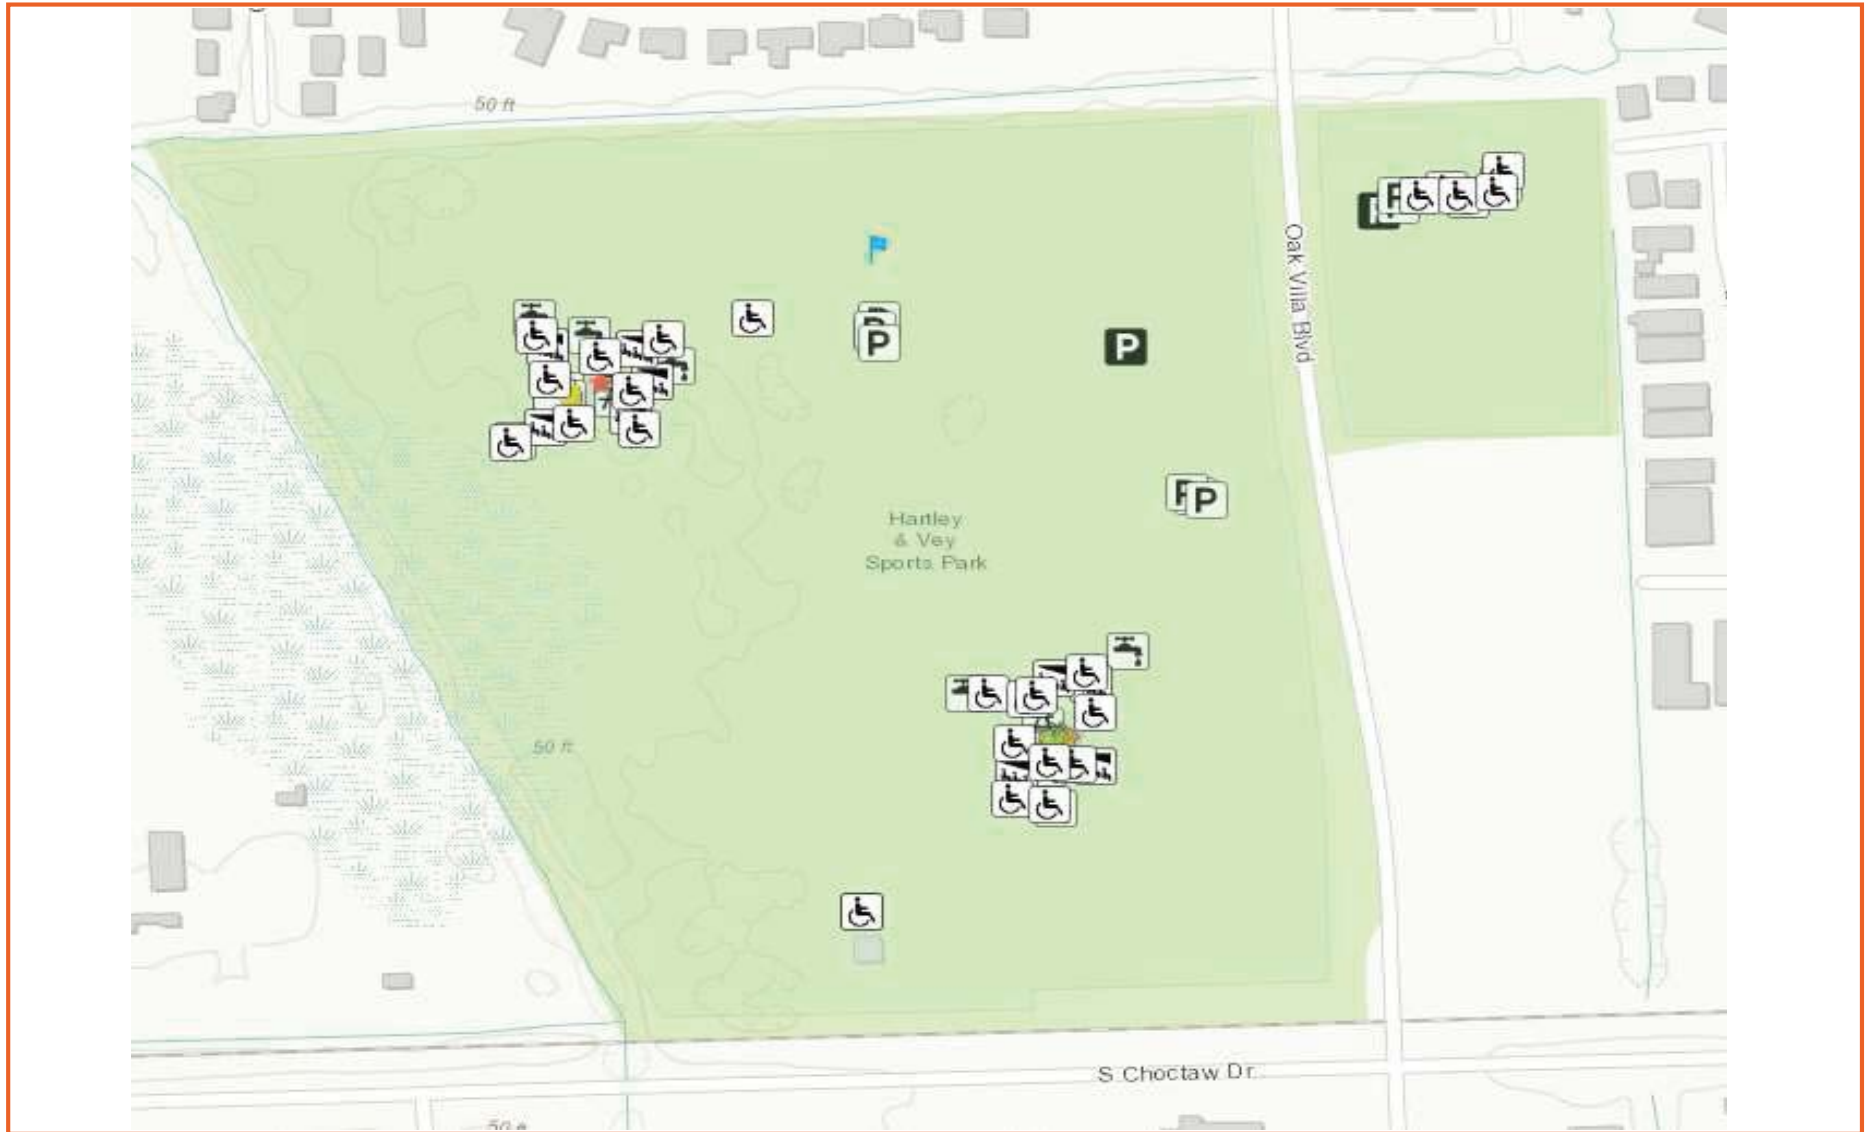 50 ft
Oak Villa Blvd
P
P
P
P
P
P
Hartley
& Vey
Sports Park
50 ft
S Choctaw Dr.